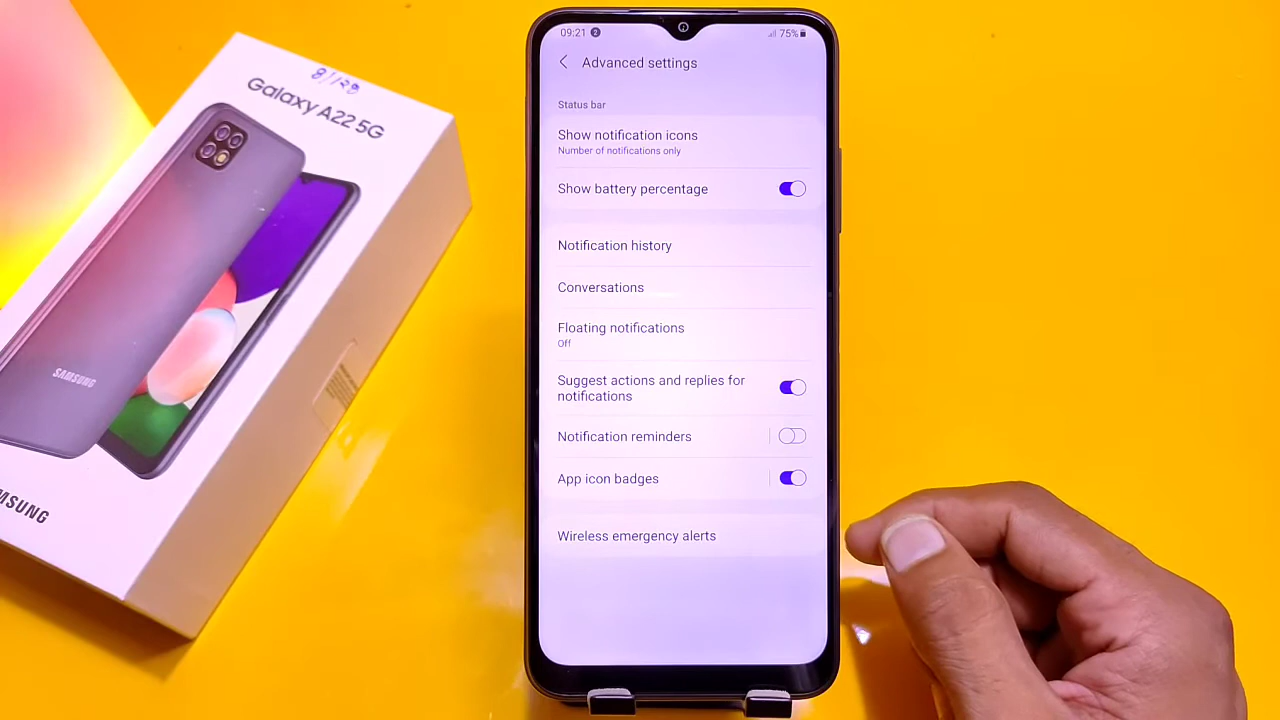 Galaxy A22 5G
SAMSUNG
MSUNG
09:21 2
75%
Advanced settings
Status bar
Show notification icons
Number of notifications only
Show battery percentage
Notification history
Conversations
Floating notifications
Off
Suggest actions and replies for
notifications
Notification reminders
App icon badges
Wireless emergency alerts